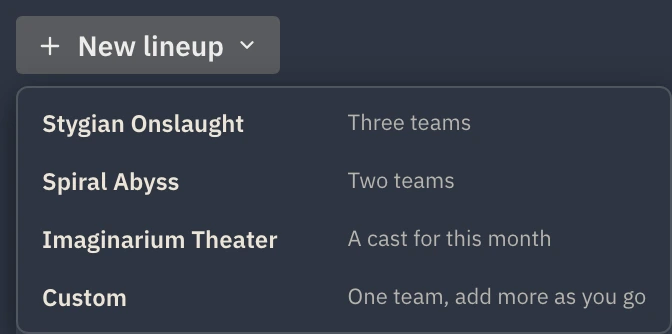 + New lineup
Stygian Onslaught Three teams
Spiral Abyss Two teams
Imaginarium Theater A cast for this month
Custom One team, add more as you go